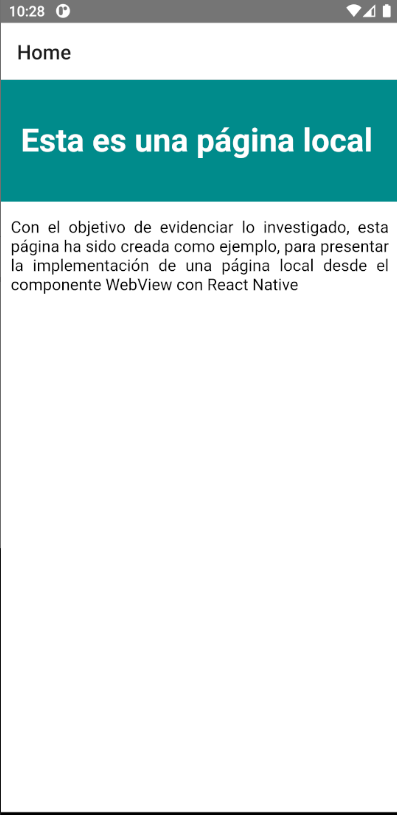 10:28
Home
Esta es una página local
Con el objetivo de evidenciar lo investigado, esta
página ha sido creada como ejemplo, para presentar
la implementación de una página local desde el
componente WebView con React Native